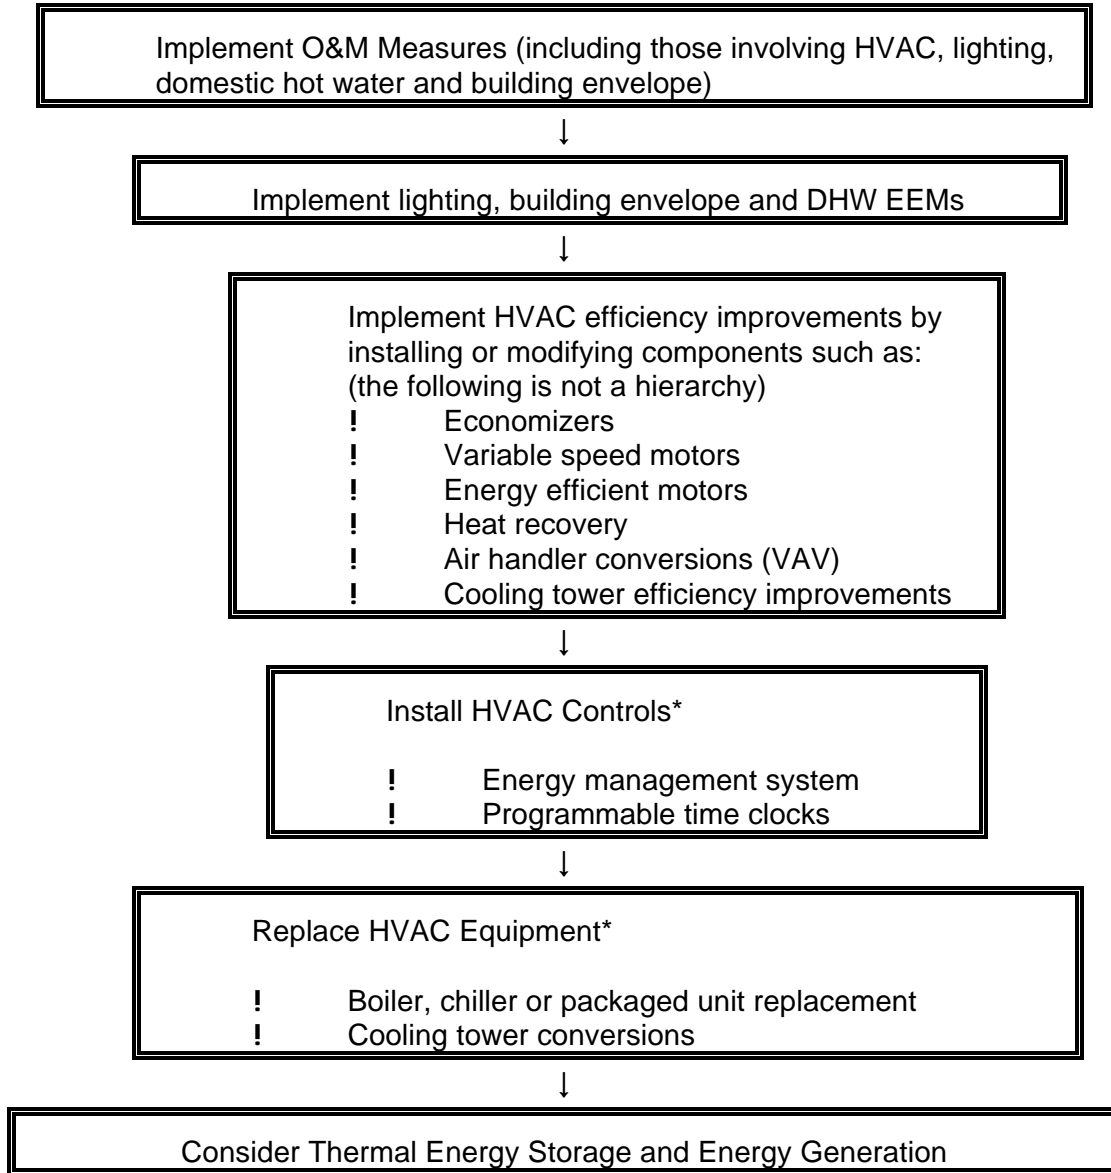 Implement O&M Measures (including those involving HVAC, lighting,
domestic hot water and building envelope)
↓
Implement lighting, building envelope and DHW EEMs
↓
Implement HVAC efficiency improvements by
installing or modifying components such as:
(the following is not a hierarchy)
! Economizers
! Variable speed motors
! Energy efficient motors
! Heat recovery
! Air handler conversions (VAV)
! Cooling tower efficiency improvements
↓
Install HVAC Controls*
! Energy management system
! Programmable time clocks
↓
Replace HVAC Equipment*
! Boiler, chiller or packaged unit replacement
! Cooling tower conversions
↓
Consider Thermal Energy Storage and Energy Generation